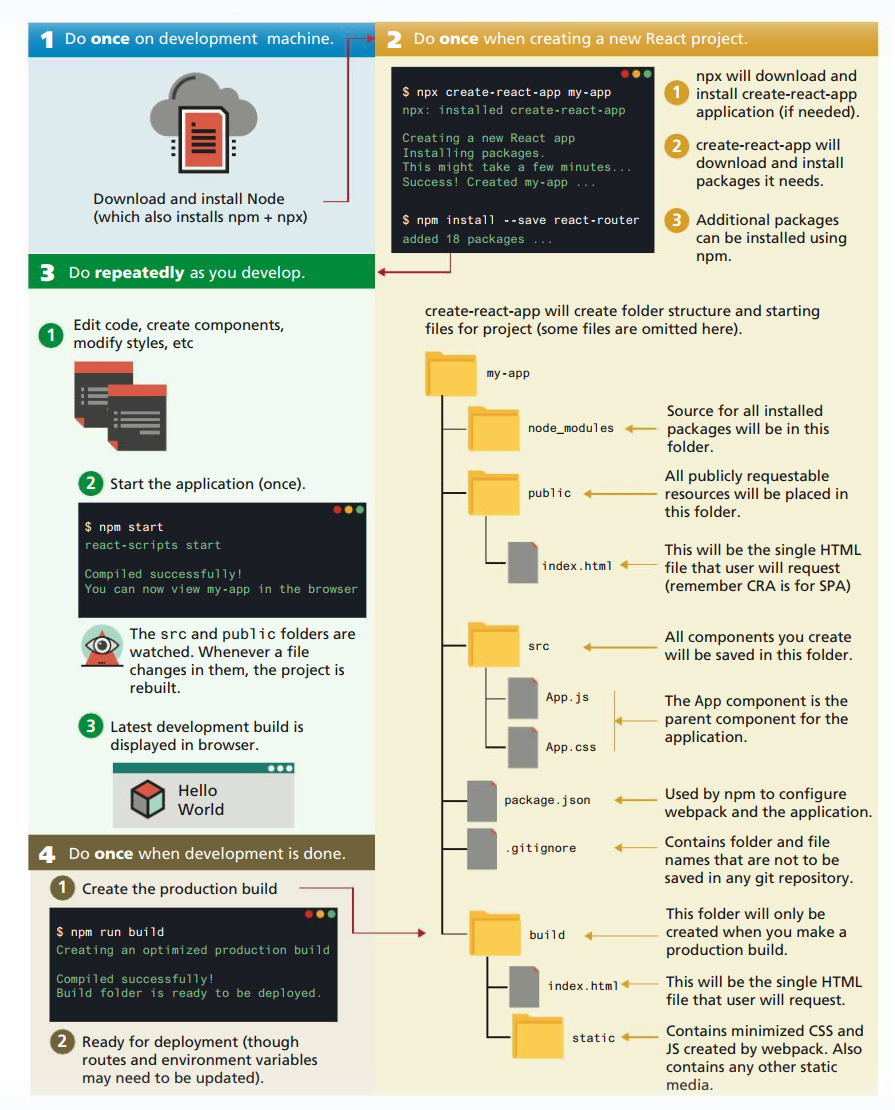 1 Do once on development machine.
Download and install Node
(which also installs npm + npx)
2 Do once when creating a new React project.
$ npx create-react-app my-app
npx: installed create-react-app
Creating a new React app
Installing packages.
This might take a few minutes...
Success! Created my-app ...
$ npm install --save react-router
added 18 packages ...
1 npx will download and
install create-react-app
application (if needed).
2 create-react-app will
download and install
packages it needs.
3 Additional packages
can be installed using
npm.
create-react-app will create folder structure and starting
files for project (some files are omitted here).
my-app
node_modules
Source for all installed
packages will be in this
folder.
public
All publicly requestable
resources will be placed in
this folder.
index.html
This will be the single HTML
file that user will request
(remember CRA is for SPA)
src
All components you create
will be saved in this folder.
App.js
App.css
The App component is the
parent component for the
application.
package.json
Used by npm to configure
webpack and the application.
.gitignore
Contains folder and file
names that are not to be
saved in any git repository.
build
This folder will only be
created when you make a
production build.
index.html
This will be the single HTML
file that user will request.
static
Contains minimized CSS and
JS created by webpack. Also
contains any other static
media.
3 Do repeatedly as you develop.
1 Edit code, create components,
modify styles, etc
2 Start the application (once).
$ npm start
react-scripts start
Compiled successfully!
You can now view my-app in the browser
The src and public folders are
watched. Whenever a file
changes in them, the project is
rebuilt.
3 Latest development build is
displayed in browser.
Hello
World
4 Do once when development is done.
1 Create the production build
$ npm run build
Creating an optimized production build
Compiled successfully!
Build folder is ready to be deployed.
2 Ready for deployment (though
routes and environment variables
may need to be updated).